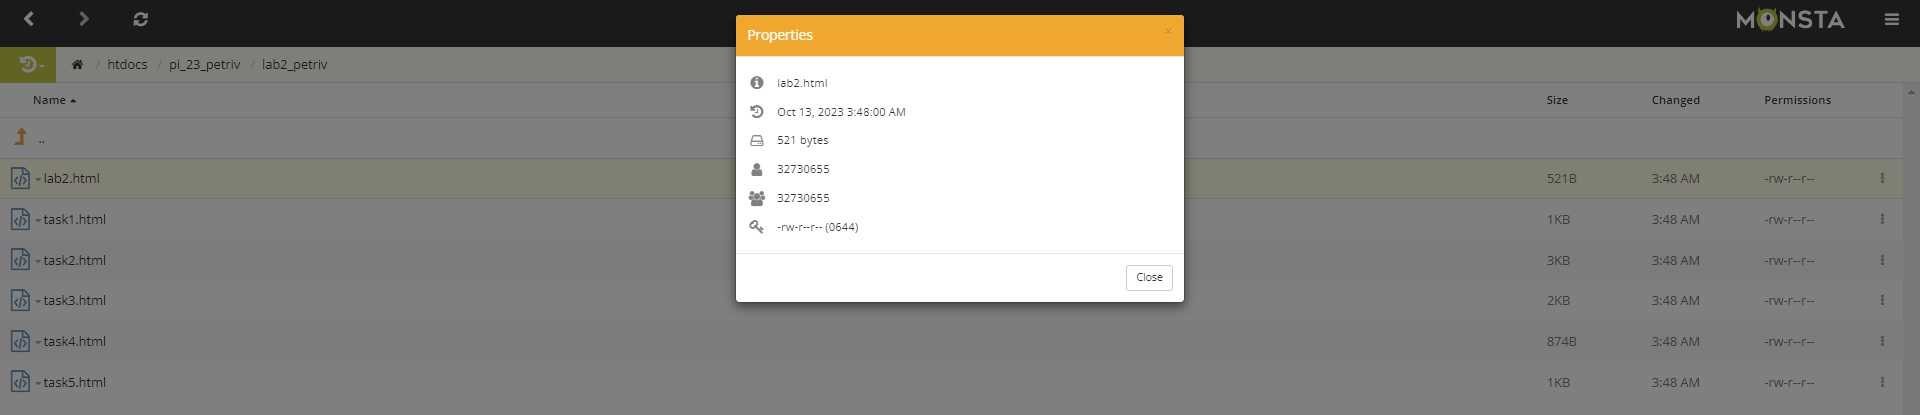 MONSTA
htdocs / pi_23_petriv / lab2_petriv
Name Size Changed Permissions
..
lab2.html 521B 3:48 AM -rw-r--r--
task1.html 1KB 3:48 AM -rw-r--r--
task2.html 3KB 3:48 AM -rw-r--r--
task3.html 2KB 3:48 AM -rw-r--r--
task4.html 874B 3:48 AM -rw-r--r--
task5.html 1KB 3:48 AM -rw-r--r--
Properties ×
lab2.html
Oct 13, 2023 3:48:00 AM
521 bytes
32730655
32730655
-rw-r--r-- (0644)
Close